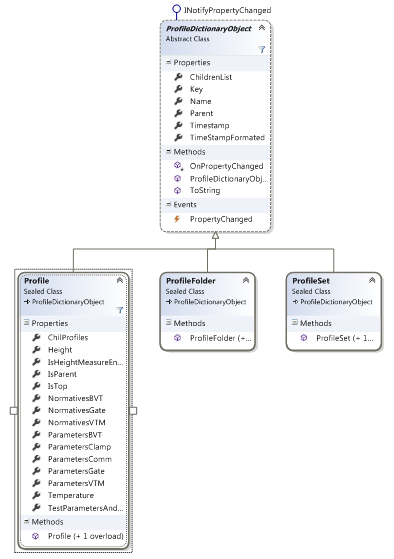 INotifyPropertyChanged
ProfileDictionaryObject
Abstract Class
Properties
ChildrenList
Key
Name
Parent
Timestamp
TimeStampFormated
Methods
OnPropertyChanged
ProfileDictionaryObj...
ToString
Events
PropertyChanged
Profile
Sealed Class
ProfileDictionaryObject
Properties
ChilProfiles
Height
IsHeightMeasureEn...
IsParent
IsTop
NormativesBVT
NormativesGate
NormativesVTM
ParametersBVT
ParametersClamp
ParametersComm
ParametersGate
ParametersVTM
Temperature
TestParametersAnd...
Methods
Profile (+ 1 overload)
ProfileFolder
Sealed Class
ProfileDictionaryObject
Methods
ProfileFolder (+...
ProfileSet
Sealed Class
ProfileDictionaryObject
Methods
ProfileSet (+ 1...